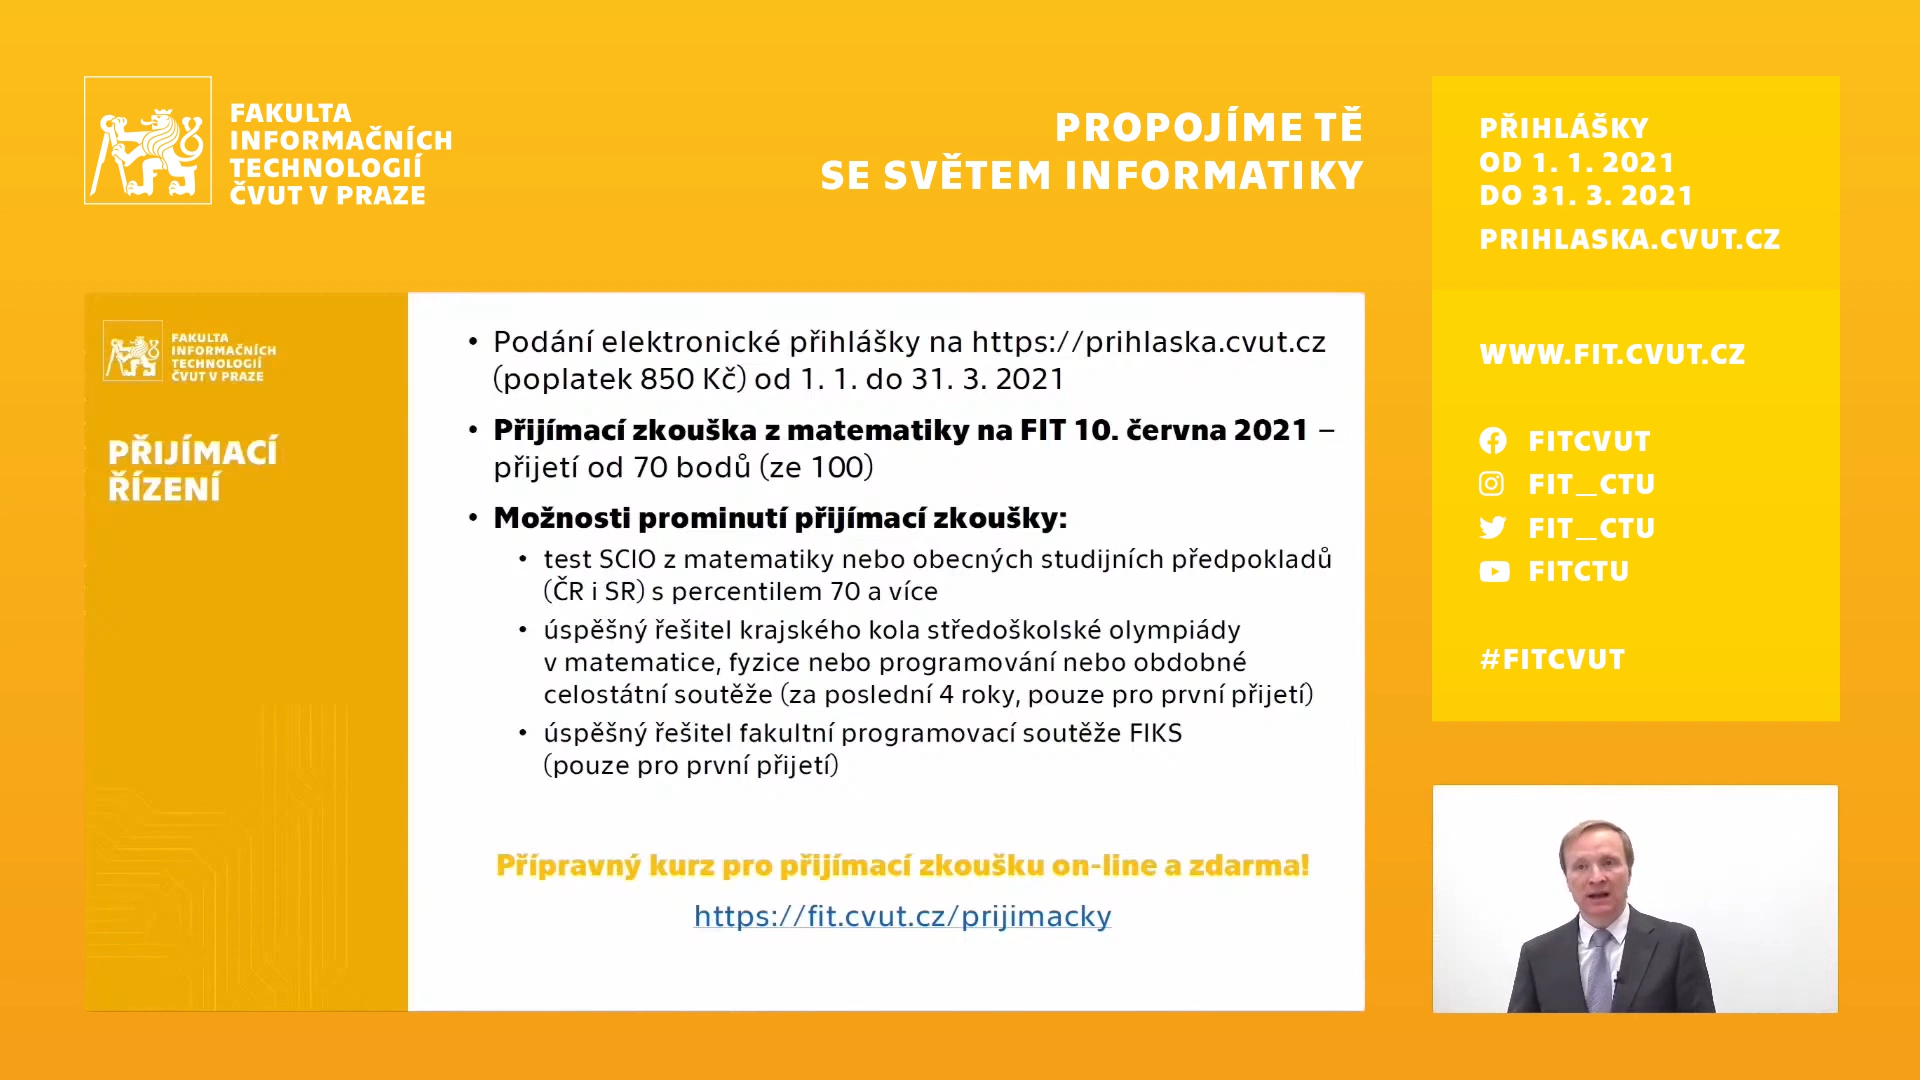 FAKULTA
INFORMAČNÍCH
TECHNOLOGIÍ
ČVUT V PRAZE
PROPOJÍME TĚ
SE SVĚTEM INFORMATIKY
PŘIHLÁŠKY
OD 1. 1. 2021
DO 31. 3. 2021
PRIHLASKA.CVUT.CZ
FAKULTA
INFORMAČNÍCH
TECHNOLOGIÍ
ČVUT V PRAZE
PŘIJÍMACÍ
ŘÍZENÍ
• Podání elektronické přihlášky na https://prihlaska.cvut.cz
(poplatek 850 Kč) od 1. 1. do 31. 3. 2021
• Přijímací zkouška z matematiky na FIT 10. června 2021 –
přijetí od 70 bodů (ze 100)
• Možnosti prominutí přijímací zkoušky:
• test SCIO z matematiky nebo obecných studijních předpokladů
(ČR i SR) s percentilem 70 a více
• úspěšný řešitel krajského kola středoškolské olympiády
v matematice, fyzice nebo programování nebo obdobné
celostátní soutěže (za poslední 4 roky, pouze pro první přijetí)
• úspěšný řešitel fakultní programovací soutěže FIKS
(pouze pro první přijetí)
Přípravný kurz pro přijímací zkoušku on-line a zdarma!
https://fit.cvut.cz/prijimacky
WWW.FIT.CVUT.CZ
FITCVUT
FIT_CTU
FIT_CTU
FITCTU
#FITCVUT